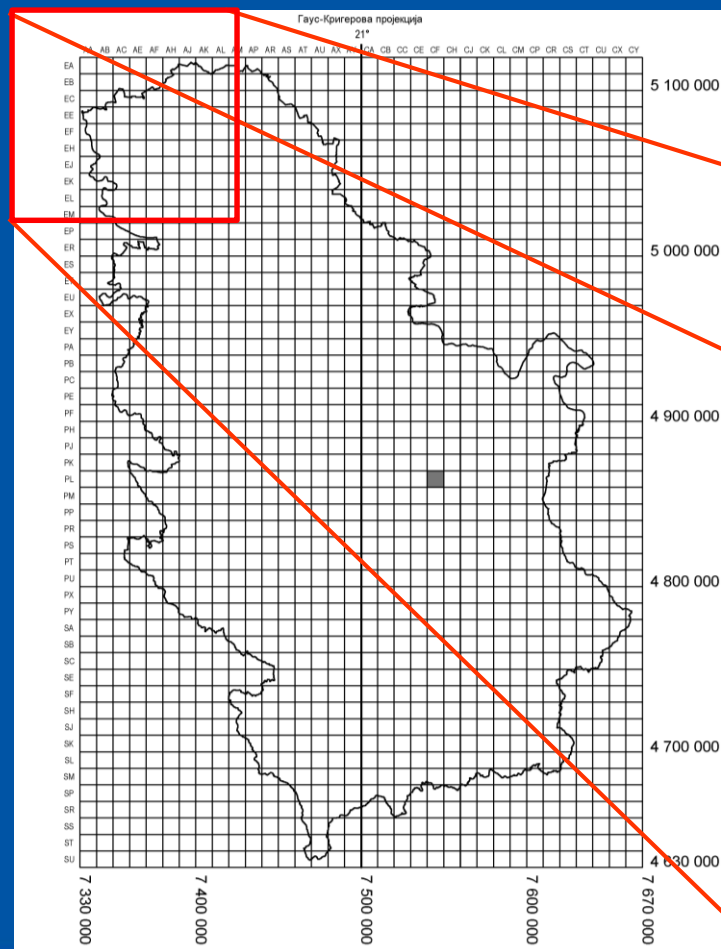 Гаус-Кригерова пројекција
21°
AB AC AE AF AH AJ AK AL AM AP AR AS AT AU AX CA CB CC CE CF CH CJ CK CL CM CP CR CS CT CU CX CY
EA
EB
EC
EE
EF
EH
EJ
EK
EL
EM
EP
ER
ES
EU
EX
EY
PA
PB
PC
PE
PF
PH
PJ
PK
PL
PM
PP
PR
PS
PT
PU
PX
PY
SA
SB
SC
SE
SF
SH
SJ
SK
SL
SM
SP
SR
SS
ST
SU
5 100 000
5 000 000
4 900 000
4 800 000
4 700 000
4 630 000
7 330 000
7 400 000
7 500 000
7 600 000
7 670 000